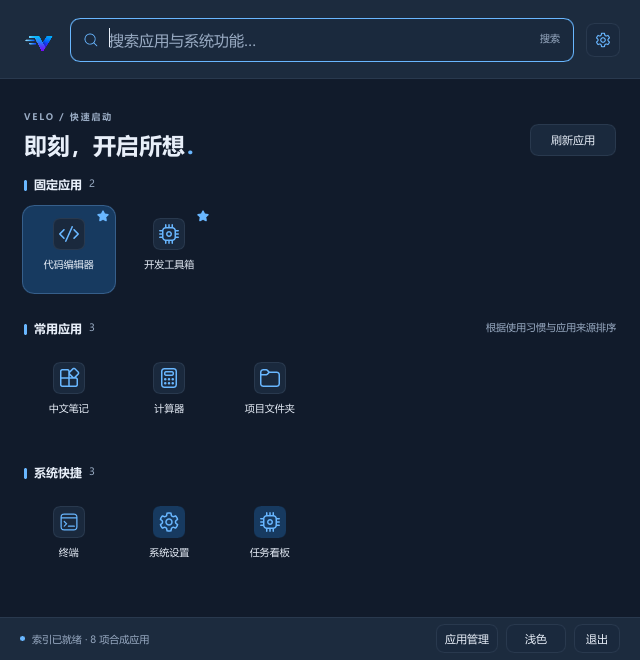 搜索应用与系统功能... 搜索
VELO / 快速启动
即刻，开启所想.
刷新应用
固定应用 2
代码编辑器 开发工具箱
常用应用 3 根据使用习惯与应用来源排序
中文笔记 计算器 项目文件夹
系统快捷 3
终端 系统设置 任务看板
索引已就绪 · 8 项合成应用 应用管理 浅色 退出